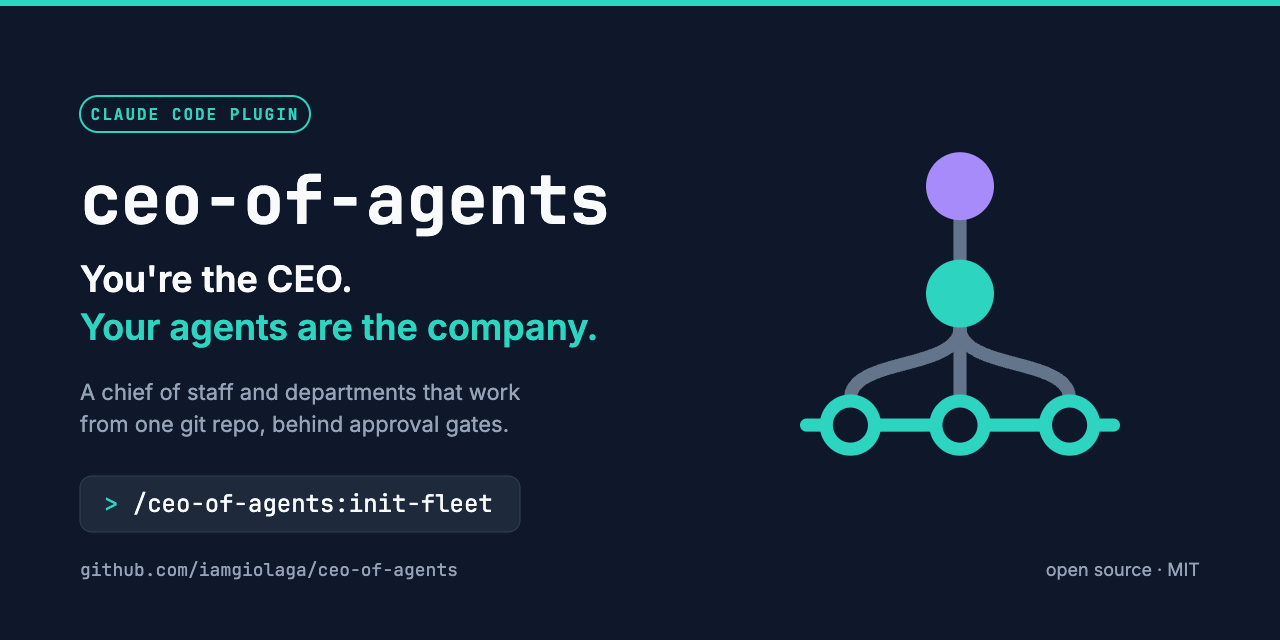 CLAUDE CODE PLUGIN
ceo-of-agents
You're the CEO.
Your agents are the company.
A chief of staff and departments that work
from one git repo, behind approval gates.
> /ceo-of-agents:init-fleet
github.com/iamgiolaga/ceo-of-agents
open source · MIT